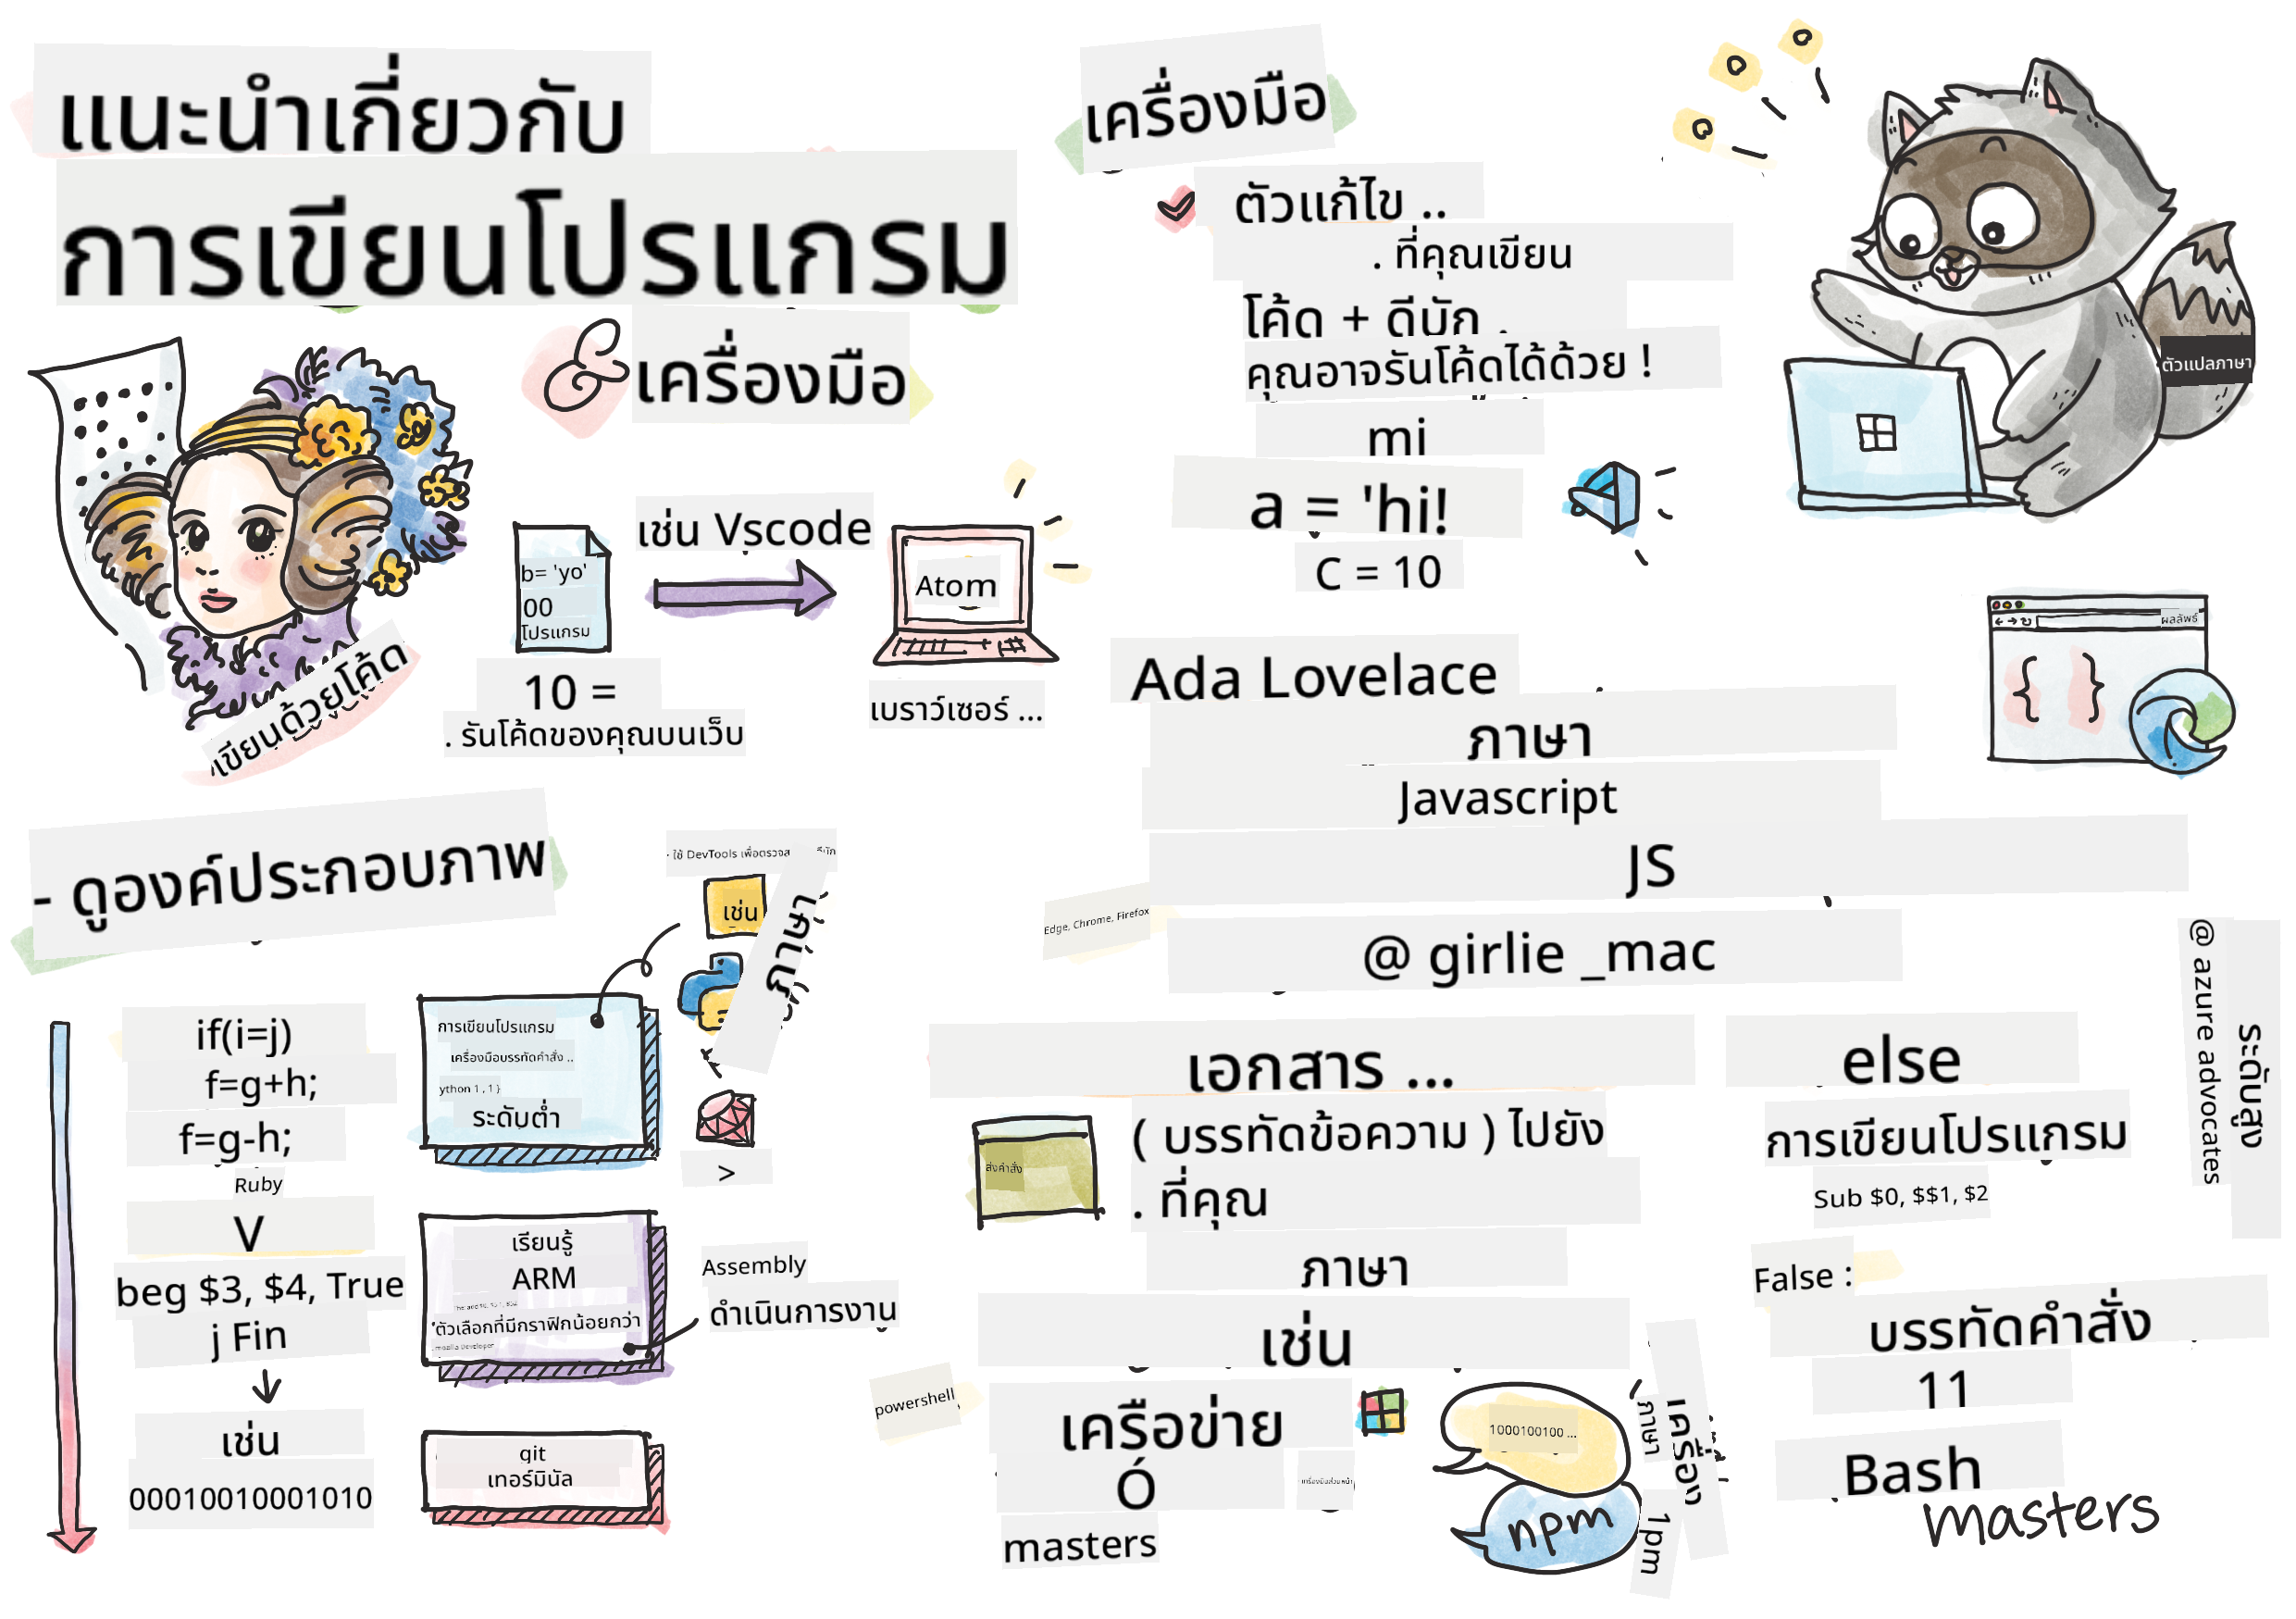 แนะนำเกี่ยวกับ
การเขียนโปรแกรม
& เครื่องมือ
เขียนด้วยโค้ด
b= 'yo'
00
โปรแกรม
เช่น Vscode
Atom
10 =
. รันโค้ดของคุณบนเว็บ
เบราว์เซอร์ ...
เครื่องมือ
ตัวแก้ไข ..
. ที่คุณเขียน
โค้ด + ดีบัก .
คุณอาจรันโค้ดได้ด้วย !
mi
a = 'hi!
C = 10
ตัวแปลภาษา
Ada Lovelace
ภาษา
Javascript
JS
Edge, Chrome, Firefox
@ girlie _mac
ผลลัพธ์
{ }
- ดูองค์ประกอบภาพ
· ใช้ DevTools เพื่อตรวจส
เช่น
ภาษา
if(i=j)
f=g+h;
f=g-h;
Ruby
V
beg $3, $4, True
j Fin
เช่น
00010010001010
การเขียนโปรแกรม
เครื่องมือบรรทัดคำสั่ง ..
ython 1 , 1 }
ระดับต่ำ
>
เรียนรู้
ARM
ตัวเลือกที่มีกราฟิกน้อยกว่า
Assembly
ดำเนินการงาน
git
เทอร์มินัล
เอกสาร ...
ส่งคำสั่ง
( บรรทัดข้อความ ) ไปยัง
. ที่คุณ
ภาษา
เช่น
powershell
เครือข่าย
Ó
masters
1000100100 ...
npm
ภาษา
เครื่อง
1pm
else
การเขียนโปรแกรม
Sub $0, $$1, $2
False :
บรรทัดคำสั่ง
11
Bash
masters
@ azure advocates
ระดับสูง